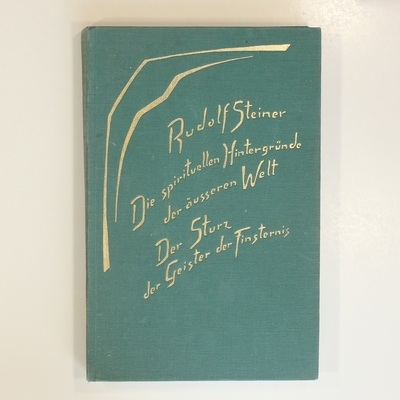 Rudolf Steiner
Die spirituellen Hintergründe
der äusseren Welt
Der Sturz
der Geister der Finsternis